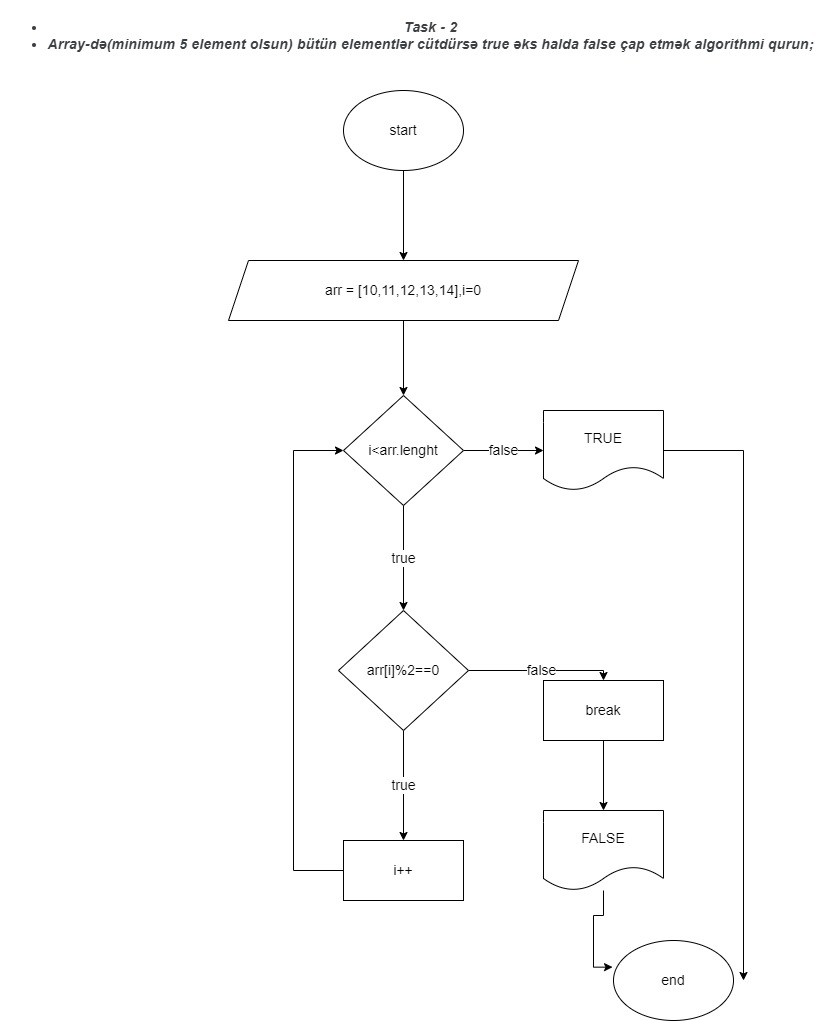 Task - 2
Array-də(minimum 5 element olsun) bütün elementlər cütdürsə true əks halda false çap etmək algorithmi qurun;
start
arr = [10,11,12,13,14],i=0
i<arr.lenght
false
TRUE
true
arr[i]%2==0
false
break
true
FALSE
i++
end